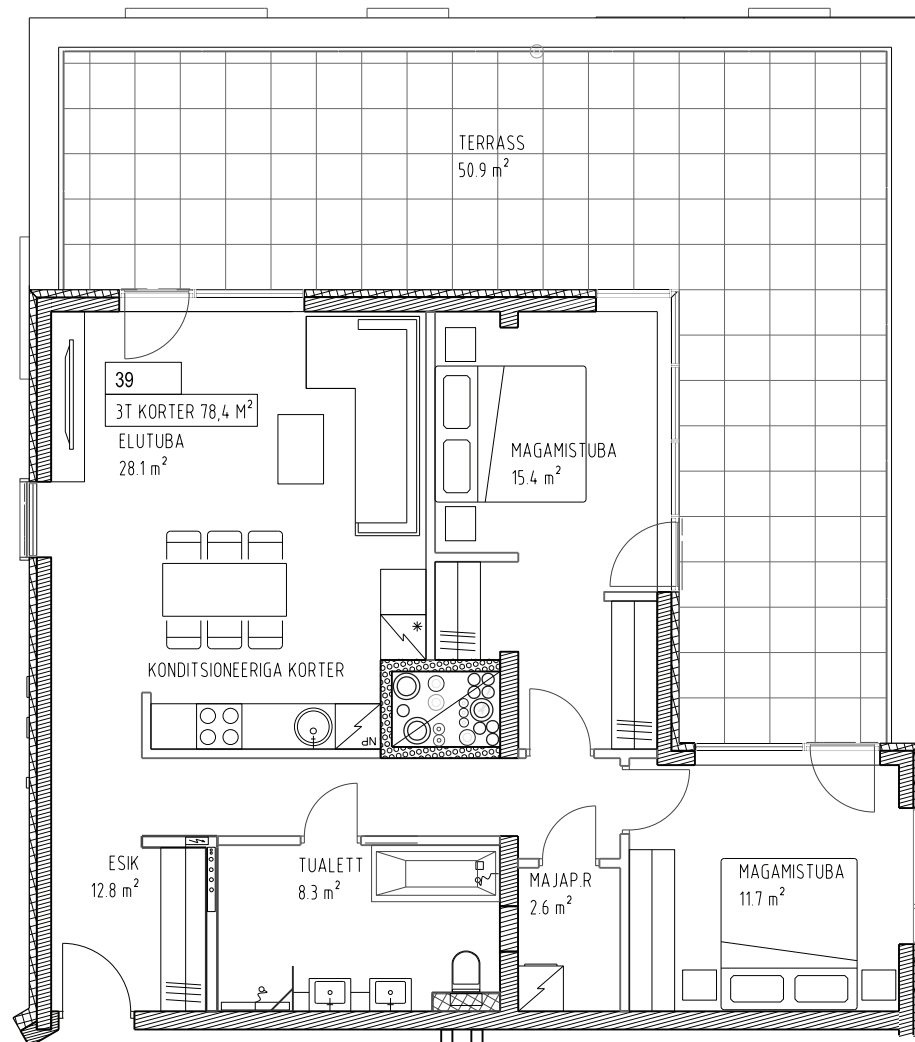 TERRASS
50.9 m²
39
3T KORTER 78,4 M²
ELUTUBA
28.1 m²
MAGAMISTUBA
15.4 m²
KONDITSIONEERIGA KORTER
NP
ESIK
12.8 m²
TUALETT
8.3 m²
MAJAP.R
2.6 m²
MAGAMISTUBA
11.7 m²